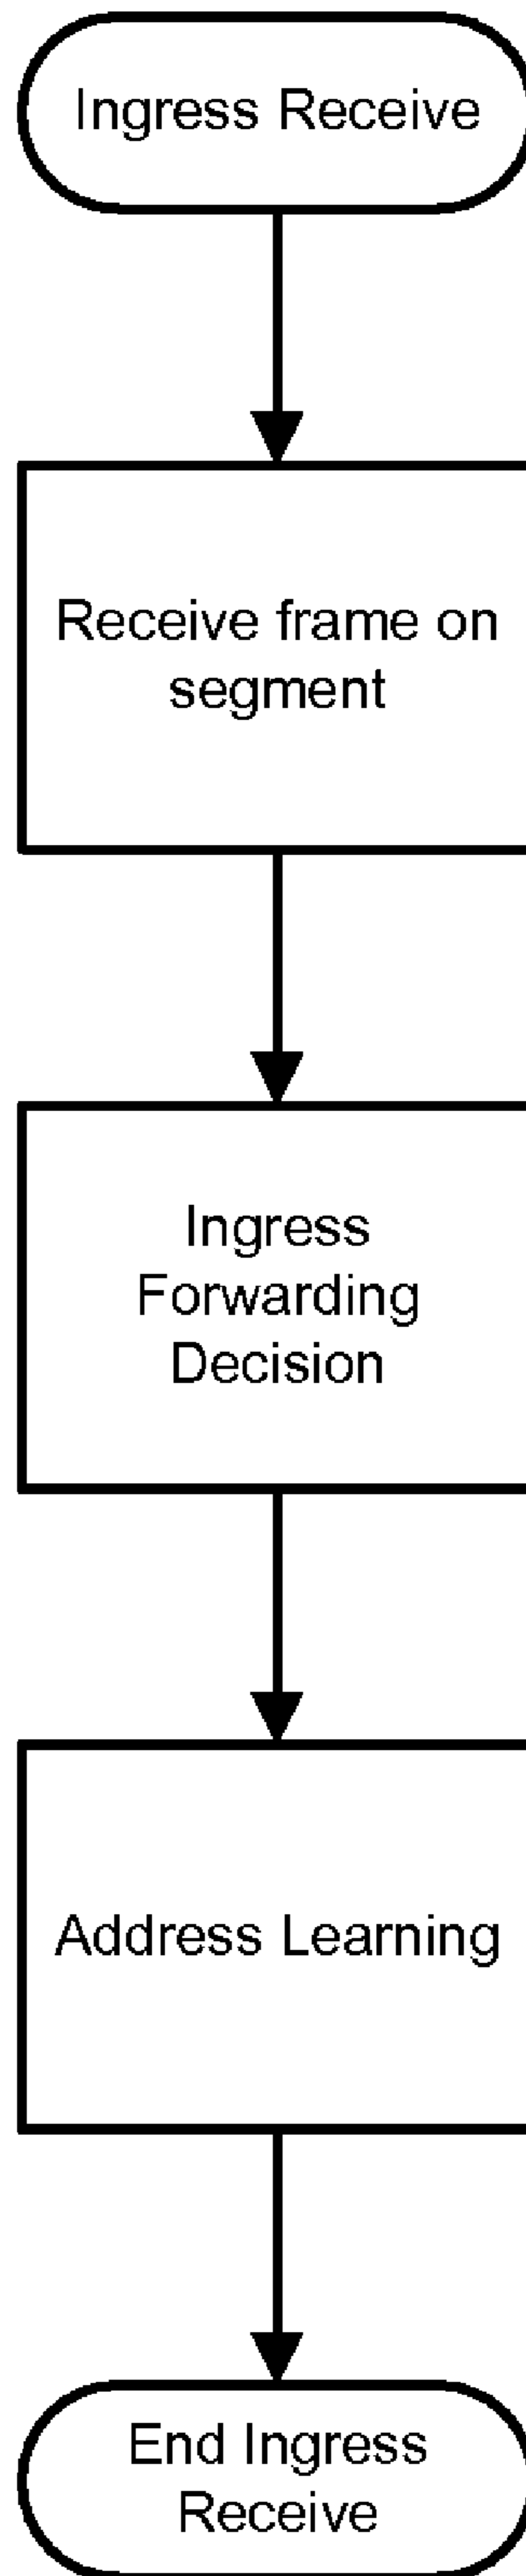 Ingress Receive
Receive frame on
segment
Ingress
Forwarding
Decision
Address Learning
End Ingress
Receive